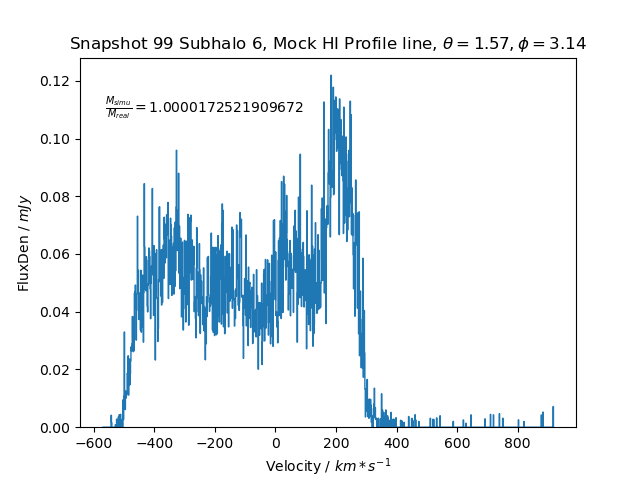 Snapshot 99 Subhalo 6, Mock HI Profile line, θ = 1.57, ϕ = 3.14
M_simu/M_real = 1.0000172521909672
0.12
0.10
0.08
0.06
0.04
0.02
0.00
FluxDen / mJy
−600 −400 −200 0 200 400 600 800
Velocity / km * s^−1